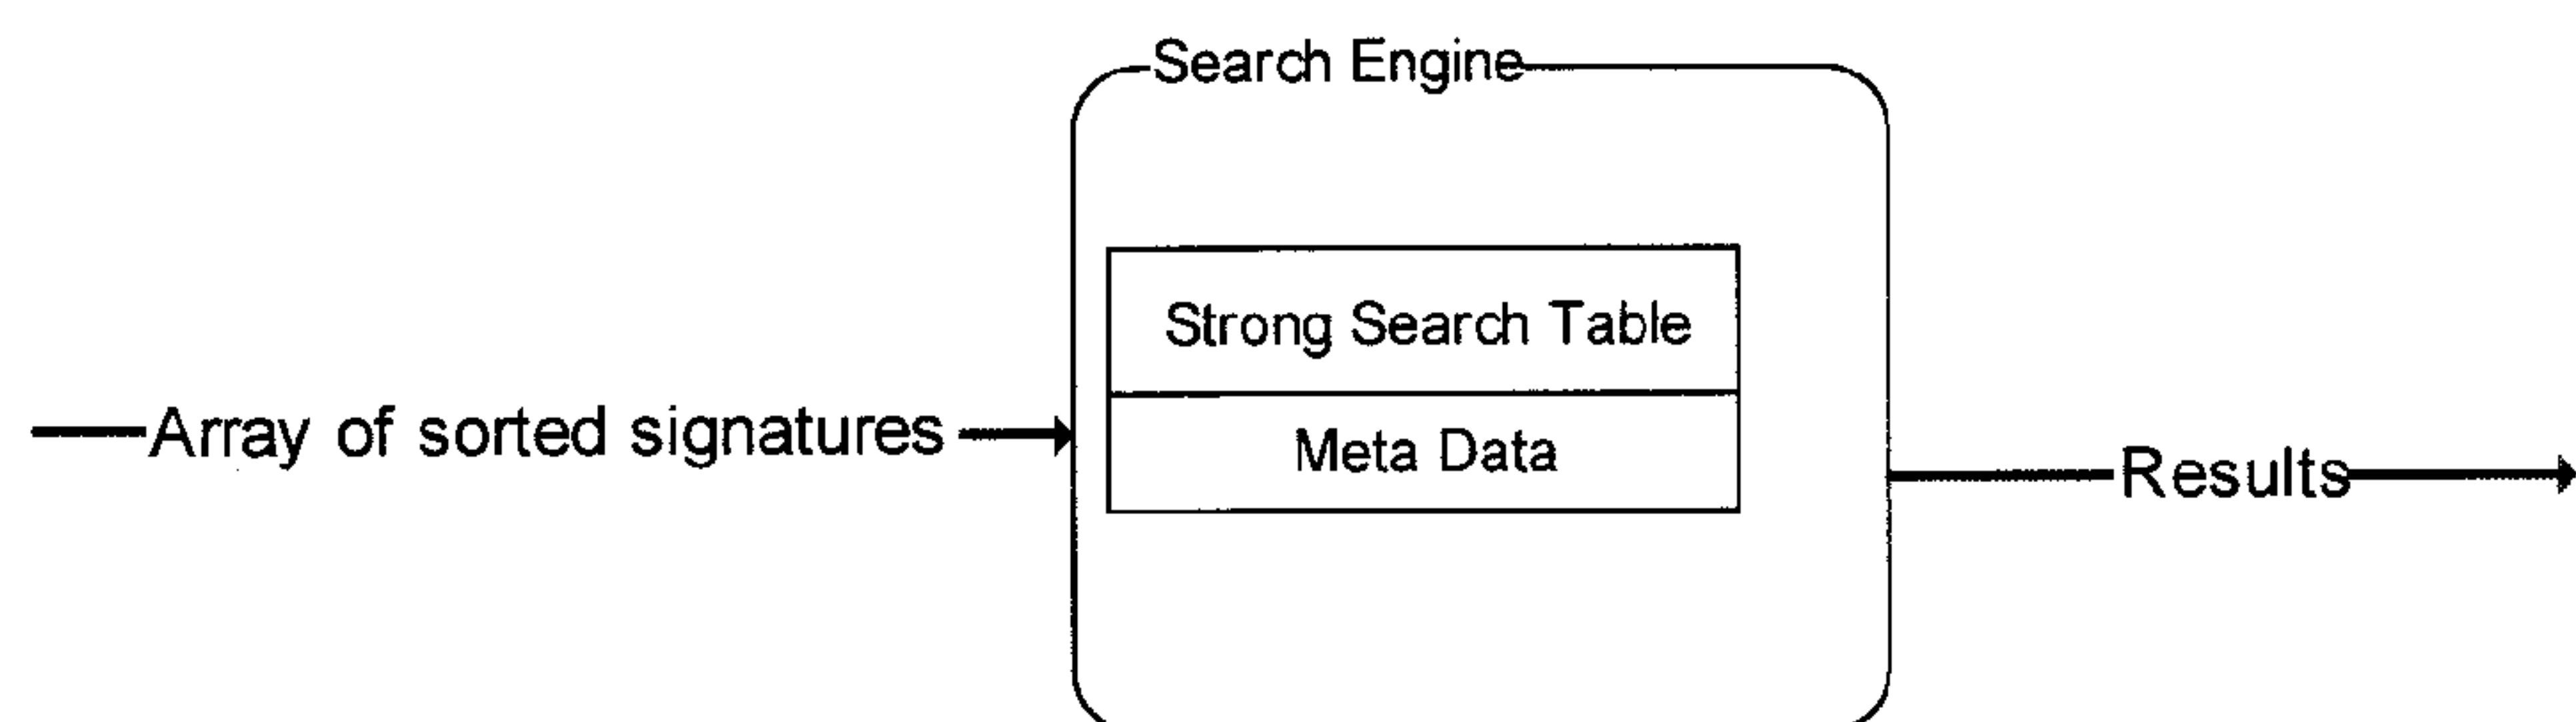 Search Engine
Strong Search Table
Array of sorted signatures
Meta Data
Results